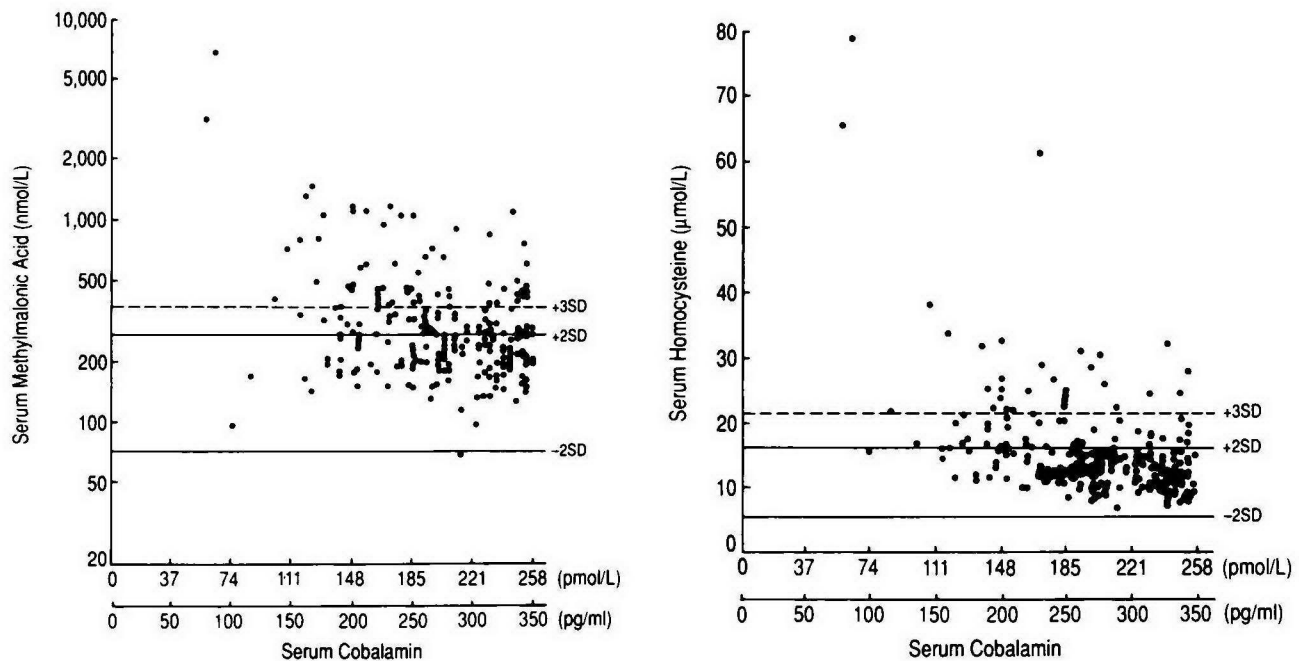 10,000
5,000
2,000
1,000
500
200
100
50
20
Serum Methylmalonic Acid (nmol/L)
+3SD
+2SD
−2SD
0 37 74 111 148 185 221 258 (pmol/L)
0 50 100 150 200 250 300 350 (pg/ml)
Serum Cobalamin
80
70
60
50
40
30
20
10
0
Serum Homocysteine (μmol/L)
+3SD
+2SD
−2SD
0 37 74 111 148 185 221 258 (pmol/L)
0 50 100 150 200 250 300 350 (pg/ml)
Serum Cobalamin